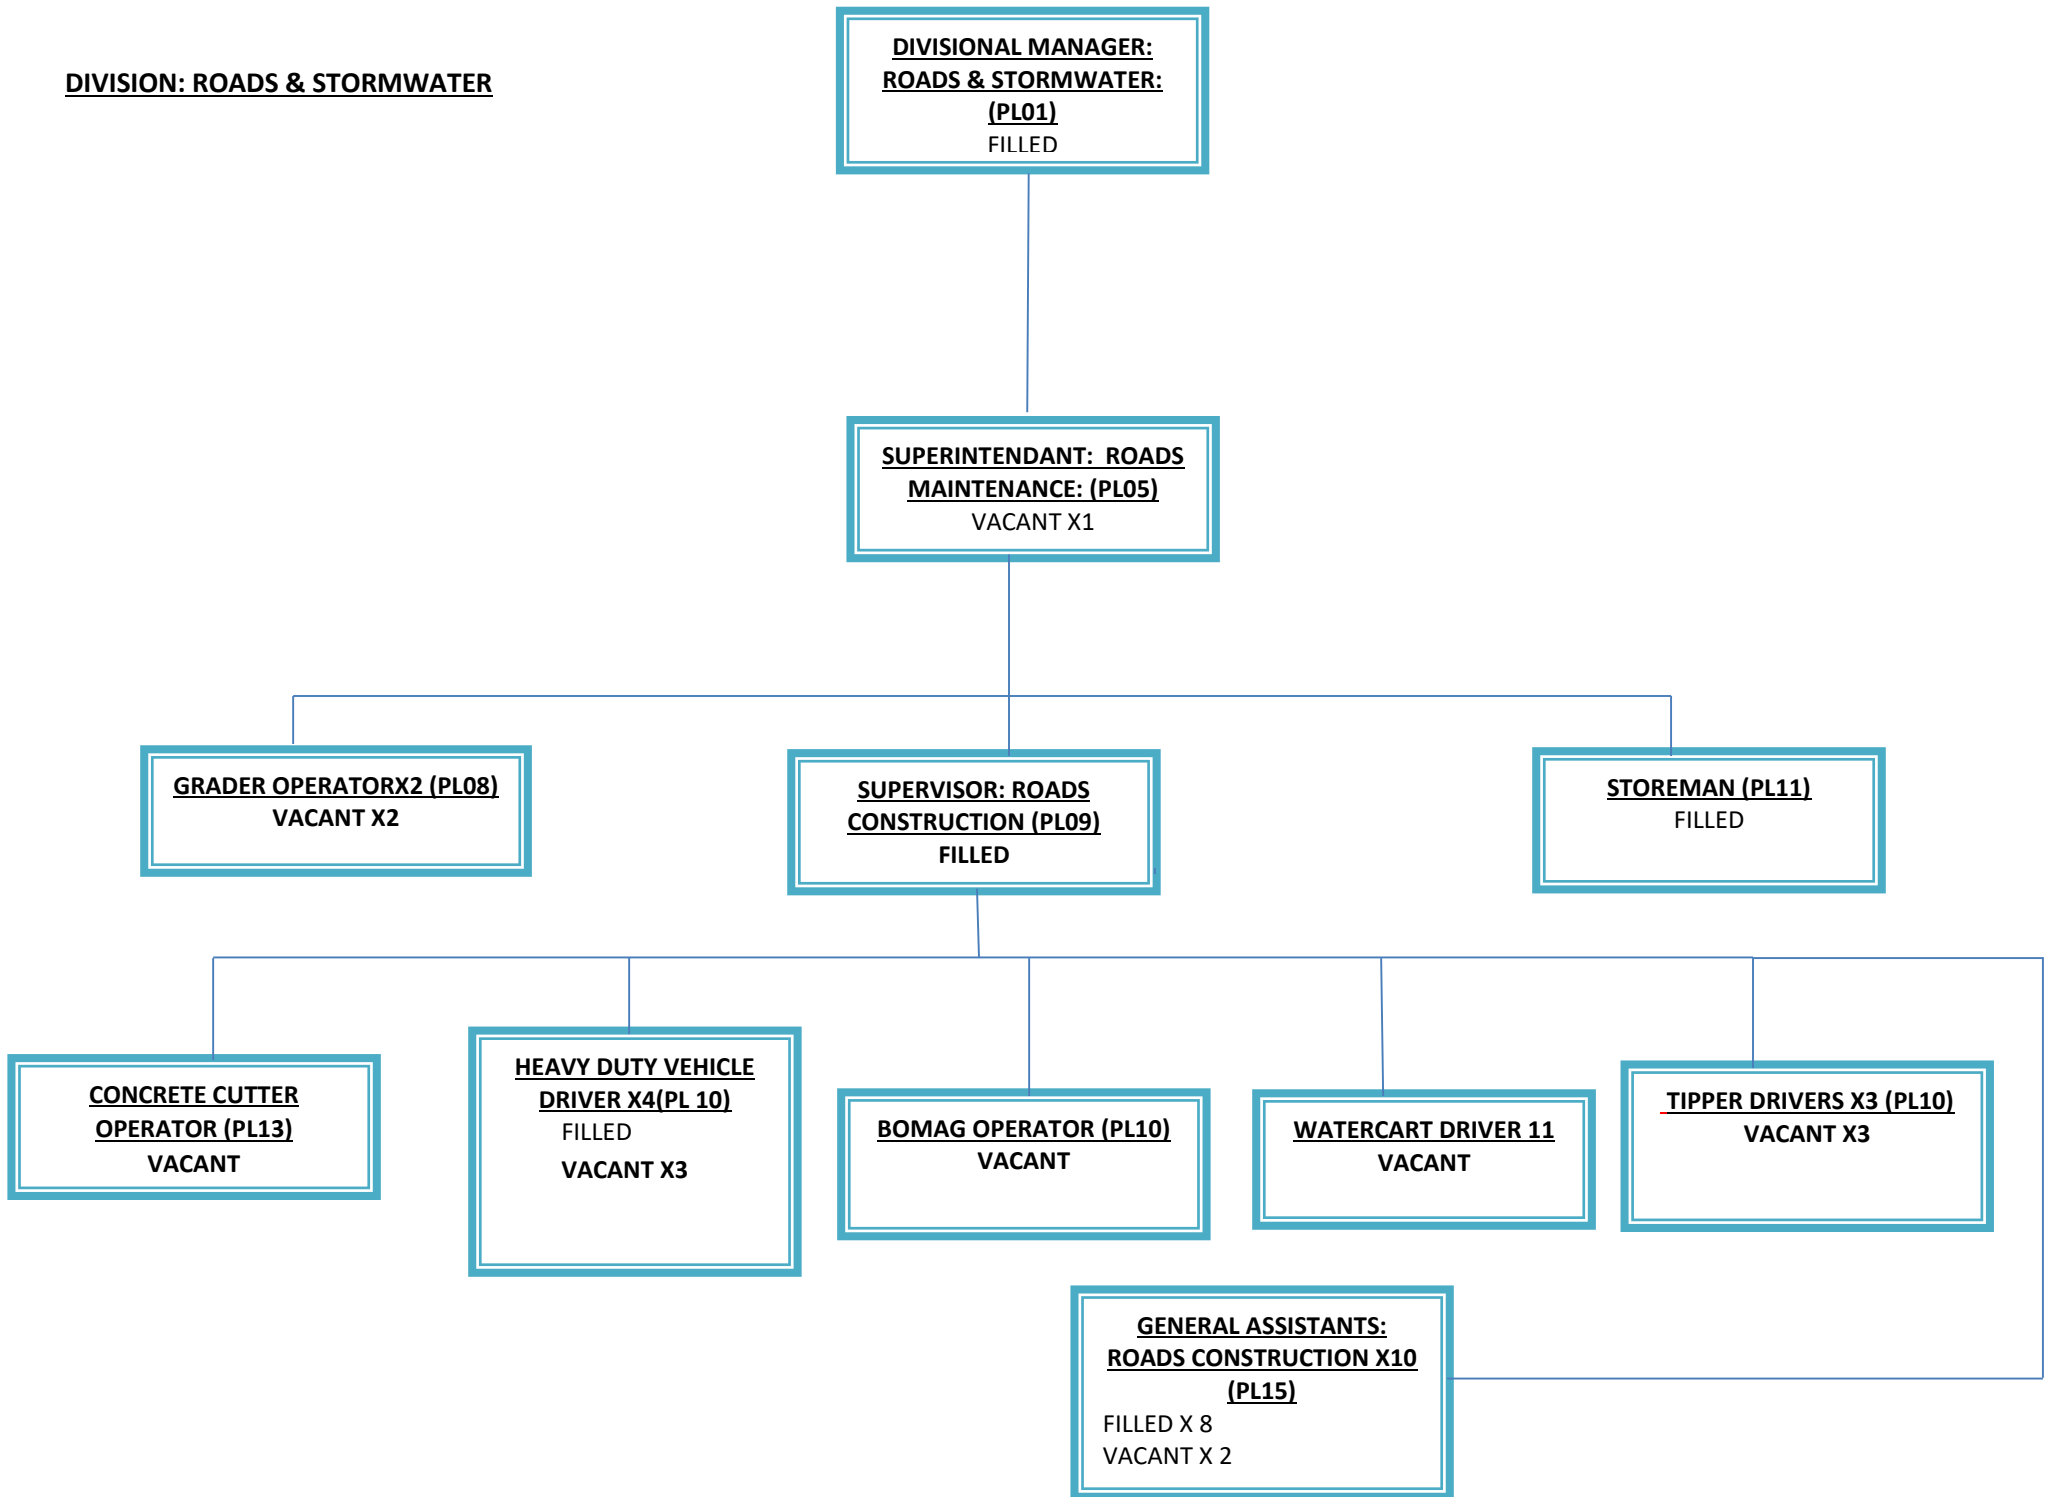 DIVISION: ROADS & STORMWATER
DIVISIONAL MANAGER:
ROADS & STORMWATER:
(PL01)
FILLED
SUPERINTENDANT:  ROADS
MAINTENANCE: (PL05)
VACANT X1
GRADER OPERATORX2 (PL08)
VACANT X2
SUPERVISOR: ROADS
CONSTRUCTION (PL09)
FILLED
STOREMAN (PL11)
FILLED
CONCRETE CUTTER
OPERATOR (PL13)
VACANT
HEAVY DUTY VEHICLE
DRIVER X4(PL 10)
FILLED
VACANT X3
BOMAG OPERATOR (PL10)
VACANT
WATERCART DRIVER 11
VACANT
TIPPER DRIVERS X3 (PL10)
VACANT X3
GENERAL ASSISTANTS:
ROADS CONSTRUCTION X10
(PL15)
FILLED X 8
VACANT X 2